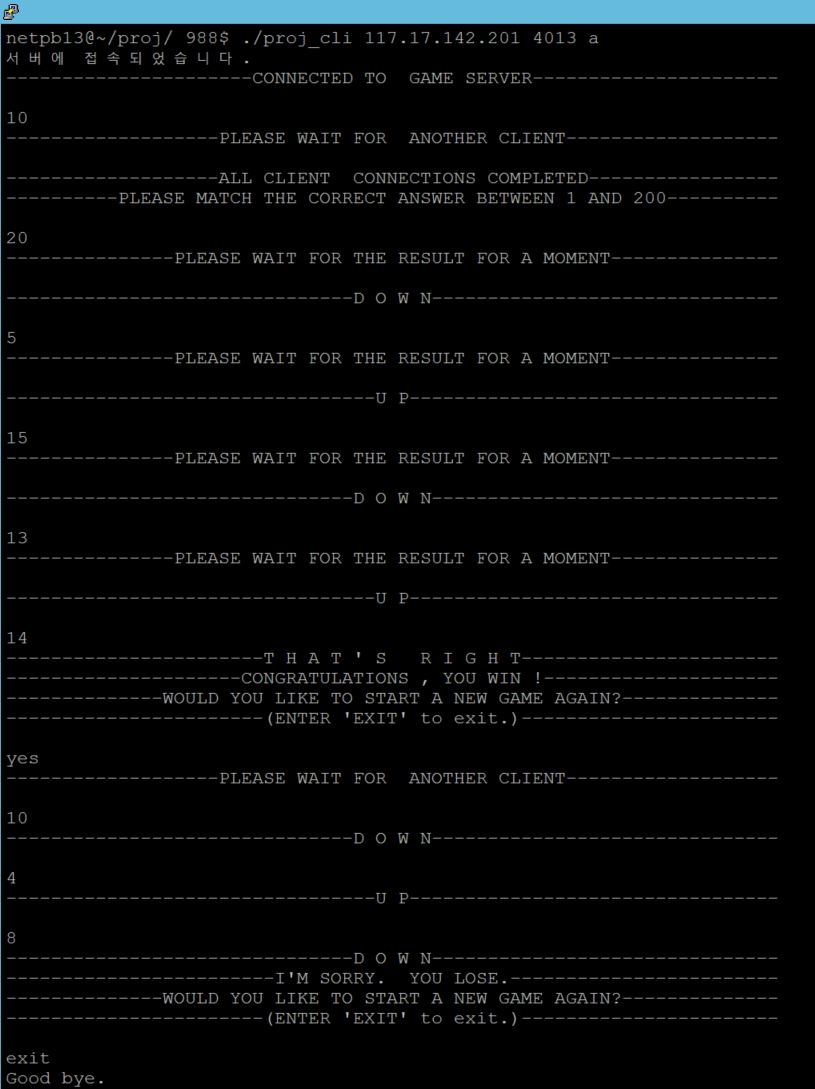 netpb13@~/proj/ 988$ ./proj_cli 117.17.142.201 4013 a
서버에 접속되었습니다.
----------------------CONNECTED TO  GAME SERVER----------------------
10
-------------------PLEASE WAIT FOR  ANOTHER CLIENT-------------------
-------------------ALL CLIENT  CONNECTIONS COMPLETED-----------------
----------PLEASE MATCH THE CORRECT ANSWER BETWEEN 1 AND 200----------
20
---------------PLEASE WAIT FOR THE RESULT FOR A MOMENT---------------
-------------------------------D O W N-------------------------------
5
---------------PLEASE WAIT FOR THE RESULT FOR A MOMENT---------------
---------------------------------U P---------------------------------
15
---------------PLEASE WAIT FOR THE RESULT FOR A MOMENT---------------
-------------------------------D O W N-------------------------------
13
---------------PLEASE WAIT FOR THE RESULT FOR A MOMENT---------------
---------------------------------U P---------------------------------
14
-----------------------T H A T ' S   R I G H T-----------------------
---------------------CONGRATULATIONS , YOU WIN !---------------------
--------------WOULD YOU LIKE TO START A NEW GAME AGAIN?--------------
-----------------------(ENTER 'EXIT' to exit.)-----------------------
yes
-------------------PLEASE WAIT FOR  ANOTHER CLIENT-------------------
10
-------------------------------D O W N-------------------------------
4
---------------------------------U P---------------------------------
8
-------------------------------D O W N-------------------------------
------------------------I'M SORRY.  YOU LOSE.------------------------
--------------WOULD YOU LIKE TO START A NEW GAME AGAIN?--------------
-----------------------(ENTER 'EXIT' to exit.)-----------------------
exit
Good bye.